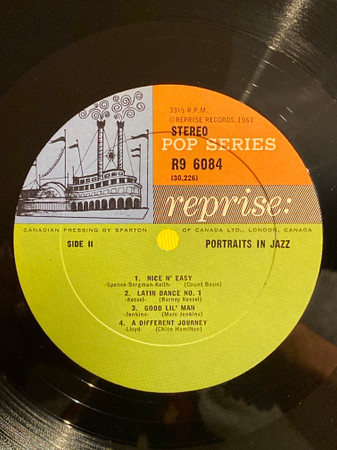 33⅓ R.P.M.
©REPRISE RECORDS, 1961
STEREO
POP SERIES
R9 6084
(30,226)
reprise:
CANADIAN PRESSING BY SPARTON OF CANADA LTD., LONDON, CANADA
SIDE II PORTRAITS IN JAZZ
1. NICE N' EASY
-Spence-Bergman-Keith- (Count Basie)
2. LATIN DANCE NO. 1
-Kessel- (Barney Kessel)
3. GOOD LIL' MAN
-Jenkins- (Marv Jenkins)
4. A DIFFERENT JOURNEY
-Lloyd- (Chico Hamilton)